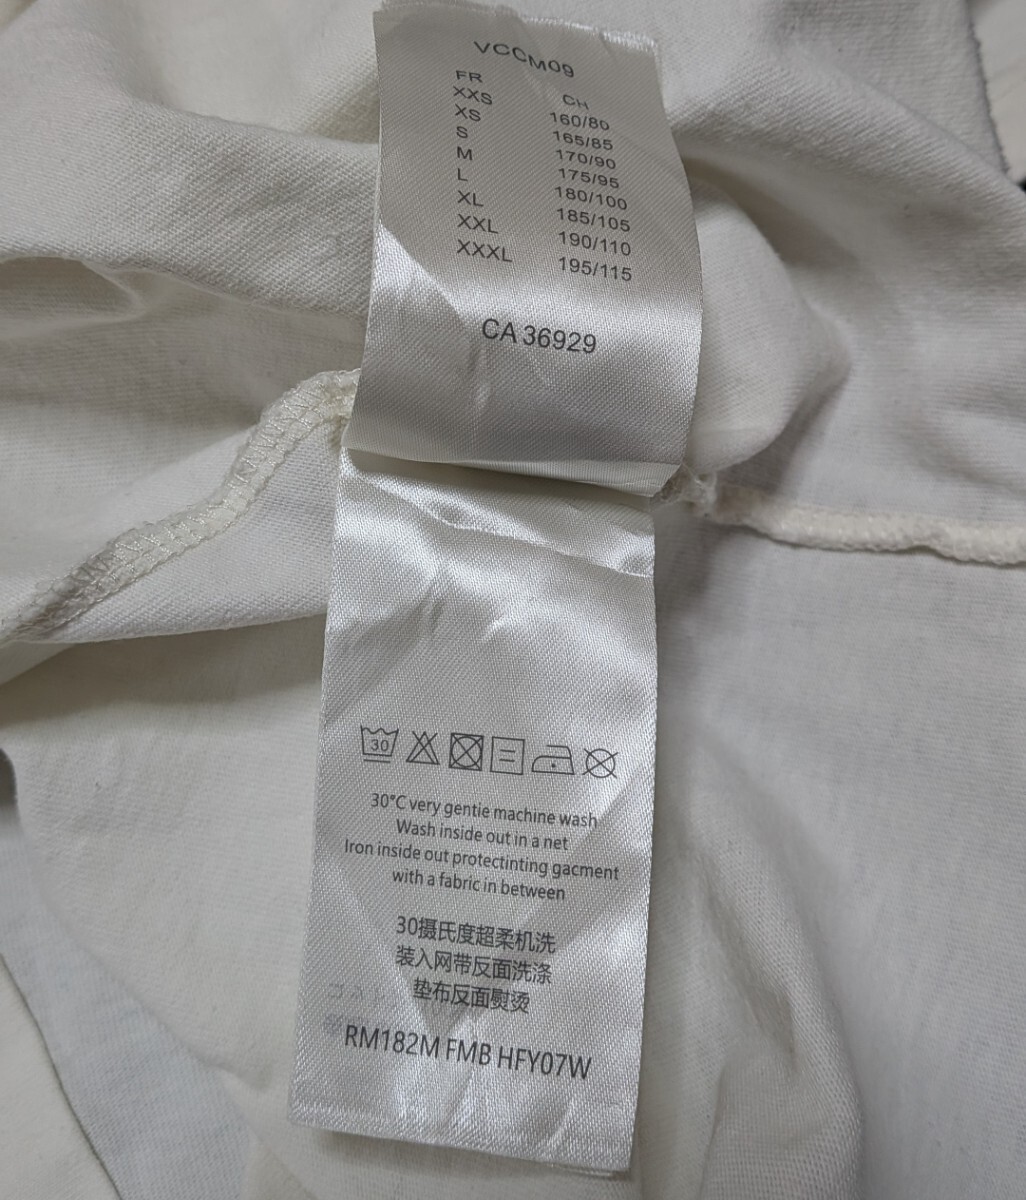 VCCM09
FR CH
XXS 160/80
XS 165/85
S 170/90
M 175/95
L 180/100
XL 185/105
XXL 190/110
XXXL 195/115
CA 36929
30
30°C very gentie machine wash
Wash inside out in a net
Iron inside out protectinting gacment
with a fabric in between
30摄氏度超柔机洗
装入网带反面洗涤
垫布反面熨烫
RM182M FMB HFY07W